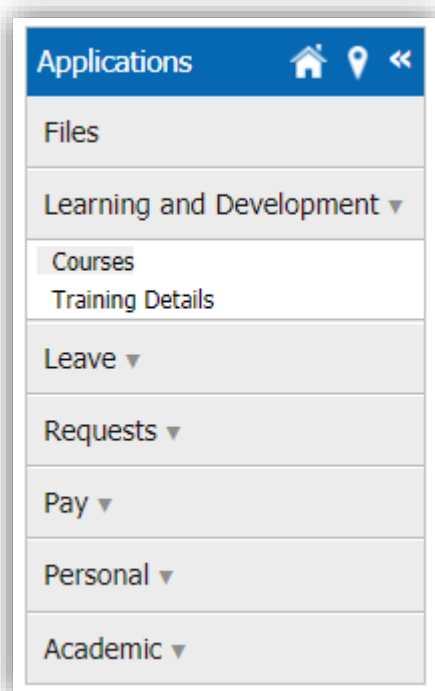 Applications
Files
Learning and Development
Courses
Training Details
Leave
Requests
Pay
Personal
Academic